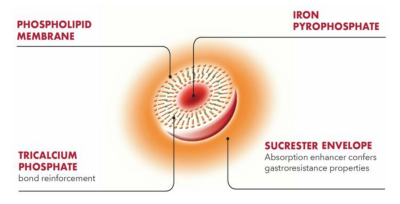 PHOSPHOLIPID
MEMBRANE
IRON
PYROPHOSPHATE
TRICALCIUM
PHOSPHATE
bond reinforcement
SUCRESTER ENVELOPE
Absorption enhancer confers
gastroresistance properties